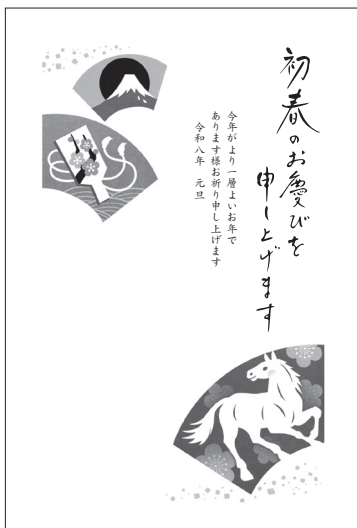 初春のお慶びを
申し上げます
今年がより一層よいお年で
あります様お祈り申し上げます
令和八年　元旦